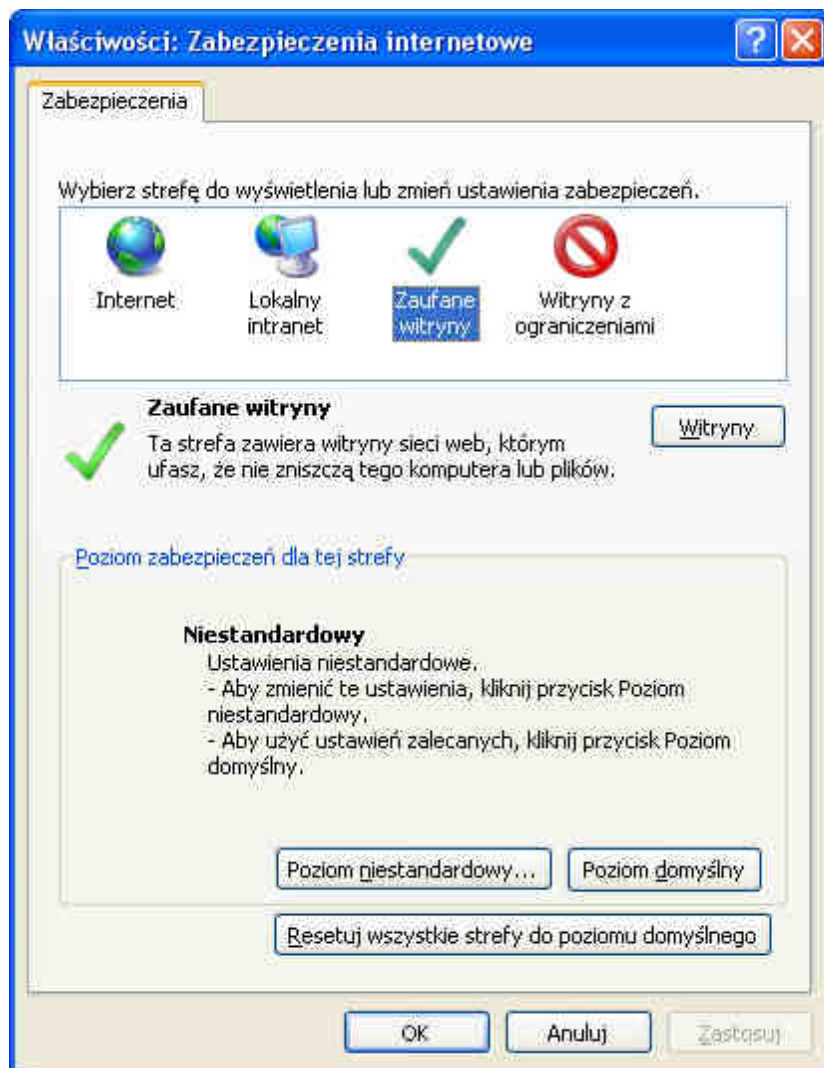 Właściwości: Zabezpieczenia internetowe
Zabezpieczenia
Wybierz strefę do wyświetlenia lub zmień ustawienia zabezpieczeń.
Internet
Lokalny
intranet
Zaufane
witryny
Witryny z
ograniczeniami
Zaufane witryny
Ta strefa zawiera witryny sieci web, którym
ufasz, że nie zniszczą tego komputera lub plików.
Witryny
Poziom zabezpieczeń dla tej strefy
Niestandardowy
Ustawienia niestandardowe.
- Aby zmienić te ustawienia, kliknij przycisk Poziom
niestandardowy.
- Aby użyć ustawień zalecanych, kliknij przycisk Poziom
domyślny.
Poziom niestandardowy... Poziom domyślny
Resetuj wszystkie strefy do poziomu domyślnego
OK Anuluj Zastosuj